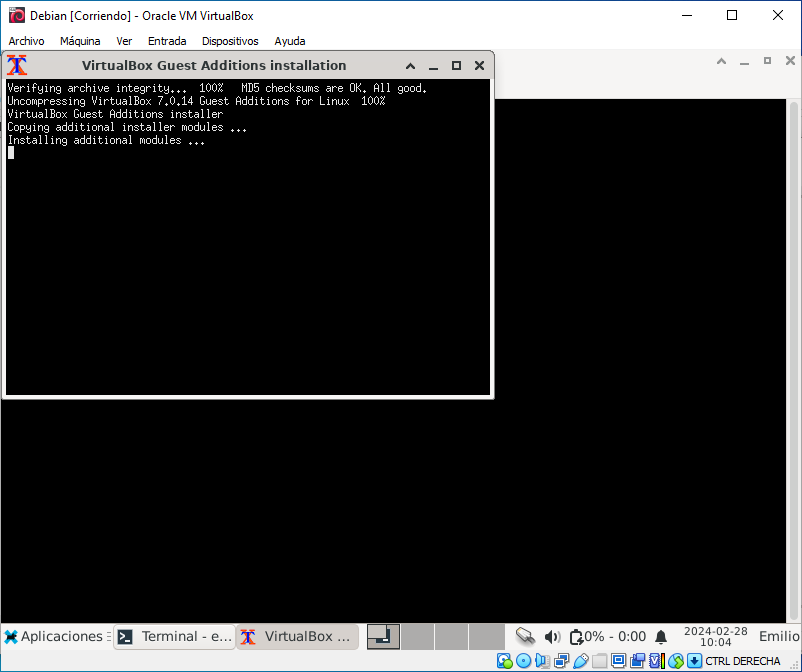 Debian [Corriendo] - Oracle VM VirtualBox
Archivo Máquina Ver Entrada Dispositivos Ayuda
VirtualBox Guest Additions installation
Verifying archive integrity... 100% MD5 checksums are OK. All good.
Uncompressing VirtualBox 7.0.14 Guest Additions for Linux 100%
VirtualBox Guest Additions installer
Copying additional installer modules ...
Installing additional modules ...
Aplicaciones Terminal - e... VirtualBox ... 0% - 0:00 2024-02-28 Emilio
10:04
CTRL DERECHA